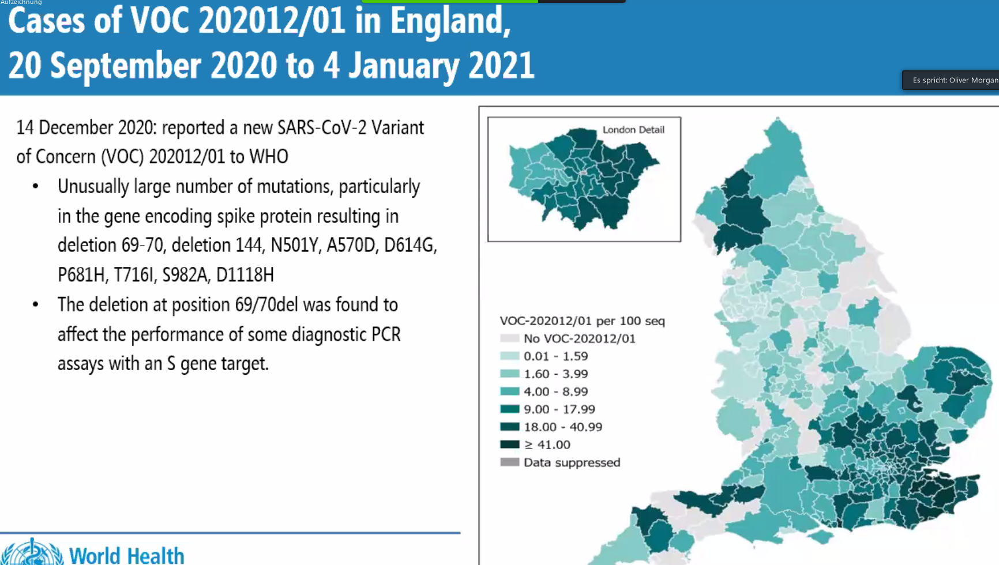 Aufzeichnung
Cases of VOC 202012/01 in England,
20 September 2020 to 4 January 2021
Es spricht: Oliver Morgan
14 December 2020: reported a new SARS-CoV-2 Variant
of Concern (VOC) 202012/01 to WHO
• Unusually large number of mutations, particularly
in the gene encoding spike protein resulting in
deletion 69-70, deletion 144, N501Y, A570D, D614G,
P681H, T716I, S982A, D1118H
• The deletion at position 69/70del was found to
affect the performance of some diagnostic PCR
assays with an S gene target.
World Health
London Detail
VOC-202012/01 per 100 seq
No VOC-202012/01
0.01 - 1.59
1.60 - 3.99
4.00 - 8.99
9.00 - 17.99
18.00 - 40.99
≥ 41.00
Data suppressed